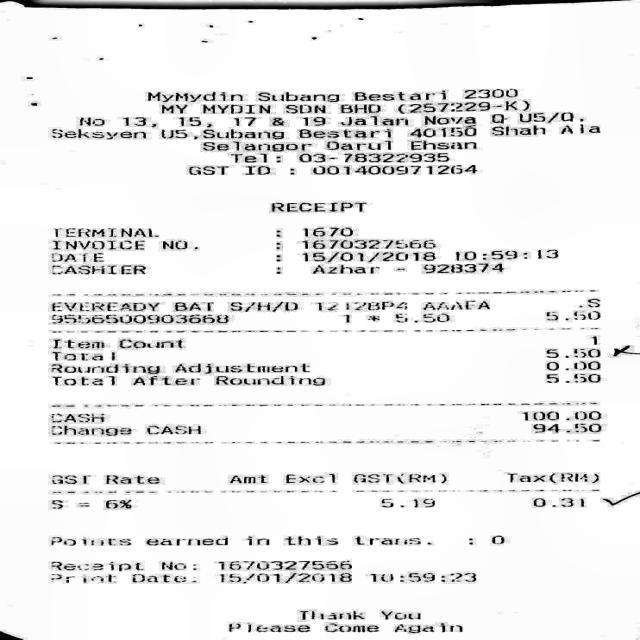 MyMydin Subang Bestari 2300
MY MYDIN SDN BHD (257229-K)
No 13, 15, 17 & 19 Jalan Nova Q U5/Q,
Seksyen U5,Subang Bestari 40150 Shah Ala
Selangor Darul Ehsan
Tel: 03-78322935
GST ID : 001400971264
RECEIPT
TERMINAL : 1670
INVOICE NO. : 1670327566
DATE : 15/01/2018 10:59:13
CASHIER : Azhar - 928374
EVEREADY BAT S/H/D 1212BP4 .S
9556500903668 1 * 5.50 5.50
Item Count 1
Total 5.50
Rounding Adjustment 0.00
Total After Rounding 5.50
CASH 100.00
Change CASH 94.50
GST Rate Amt Excl GST(RM) Tax(RM)
S = 6% 5.19 0.31
Points earned in this trans. : 0
Receipt No: 1670327566
Print Date: 15/01/2018 10:59:23
Thank You
Please Come Again